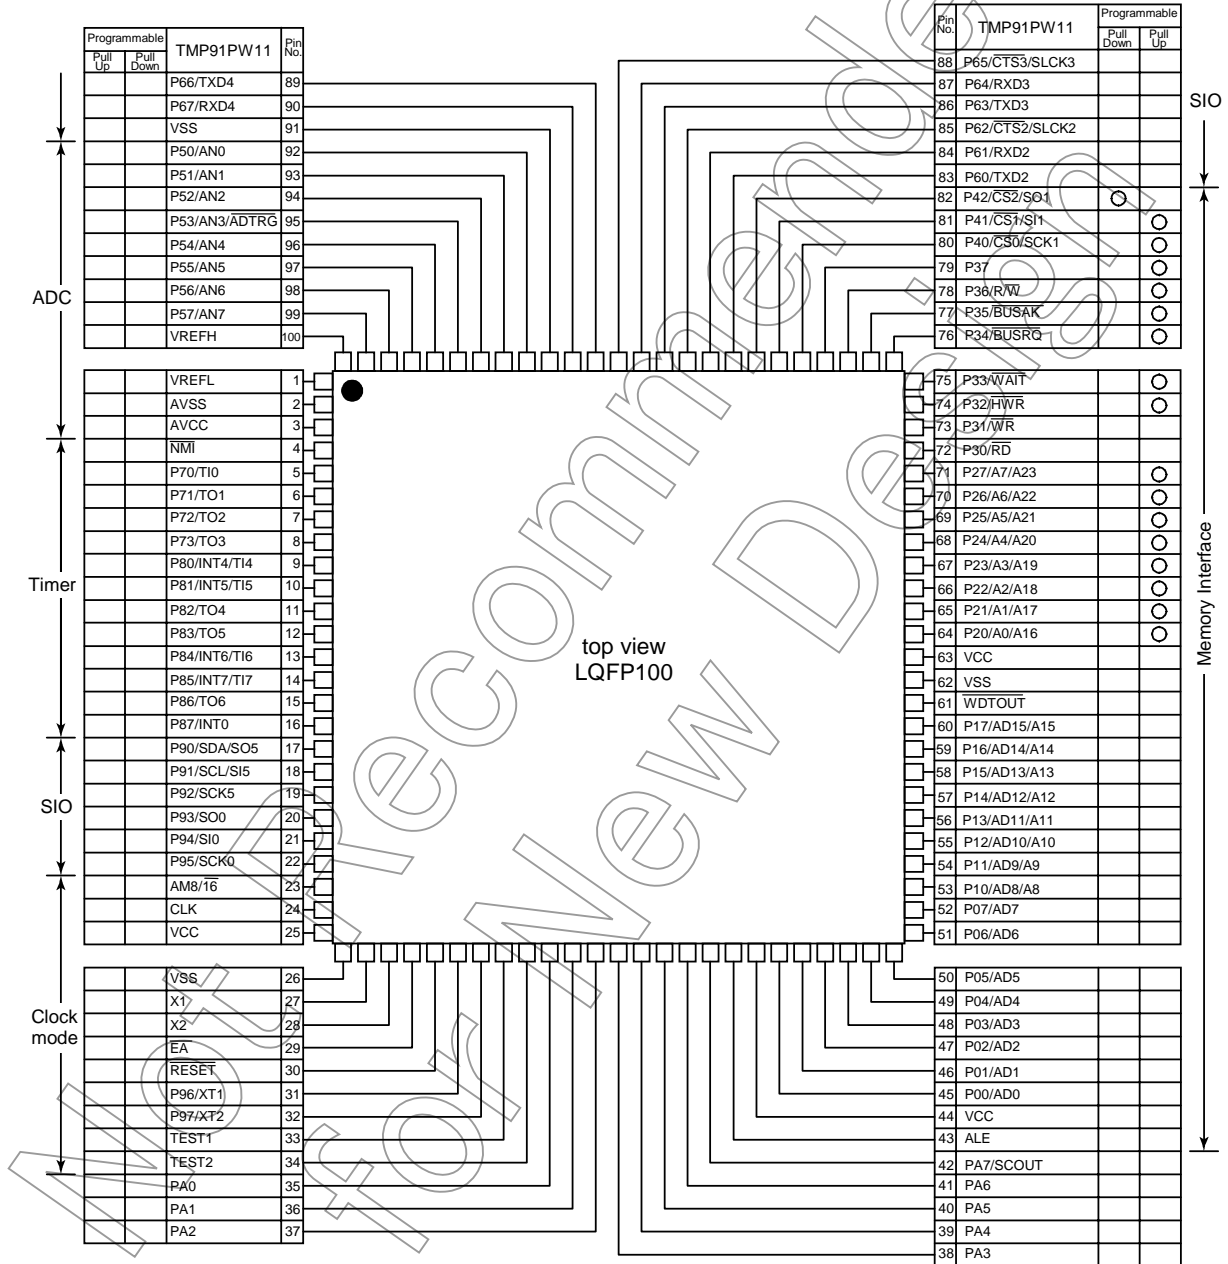 Programmable
Pull Up
Pull Down
TMP91PW11
Pin No.
P66/TXD4 89
P67/RXD4 90
VSS 91
P50/AN0 92
P51/AN1 93
P52/AN2 94
P53/AN3/ADTRG 95
P54/AN4 96
P55/AN5 97
P56/AN6 98
P57/AN7 99
VREFH 100
ADC
VREFL 1
AVSS 2
AVCC 3
NMI 4
P70/TI0 5
P71/TO1 6
P72/TO2 7
P73/TO3 8
P80/INT4/TI4 9
P81/INT5/TI5 10
P82/TO4 11
P83/TO5 12
P84/INT6/TI6 13
P85/INT7/TI7 14
P86/TO6 15
P87/INT0 16
Timer
P90/SDA/SO5 17
P91/SCL/SI5 18
P92/SCK5 19
P93/SO0 20
P94/SI0 21
P95/SCK0 22
SIO
AM8/16 23
CLK 24
VCC 25
VSS 26
X1 27
X2 28
EA 29
RESET 30
P96/XT1 31
P97/XT2 32
TEST1 33
TEST2 34
PA0 35
PA1 36
PA2 37
Clock
mode
top view
LQFP100
Pin No.
TMP91PW11
Programmable
Pull Down
Pull Up
88 P65/CTS3/SLCK3
87 P64/RXD3
86 P63/TXD3
85 P62/CTS2/SLCK2
84 P61/RXD2
83 P60/TXD2
SIO
82 P42/CS2/SO1
81 P41/CS1/SI1
80 P40/CS0/SCK1
79 P37
78 P36/R/W
77 P35/BUSAK
76 P34/BUSRQ
75 P33/WAIT
74 P32/HWR
73 P31/WR
72 P30/RD
71 P27/A7/A23
70 P26/A6/A22
69 P25/A5/A21
68 P24/A4/A20
67 P23/A3/A19
66 P22/A2/A18
65 P21/A1/A17
64 P20/A0/A16
63 VCC
62 VSS
61 WDTOUT
60 P17/AD15/A15
59 P16/AD14/A14
58 P15/AD13/A13
57 P14/AD12/A12
56 P13/AD11/A11
55 P12/AD10/A10
54 P11/AD9/A9
53 P10/AD8/A8
52 P07/AD7
51 P06/AD6
50 P05/AD5
49 P04/AD4
48 P03/AD3
47 P02/AD2
46 P01/AD1
45 P00/AD0
44 VCC
43 ALE
42 PA7/SCOUT
41 PA6
40 PA5
39 PA4
38 PA3
Memory Interface
Not Recommended
for New Design